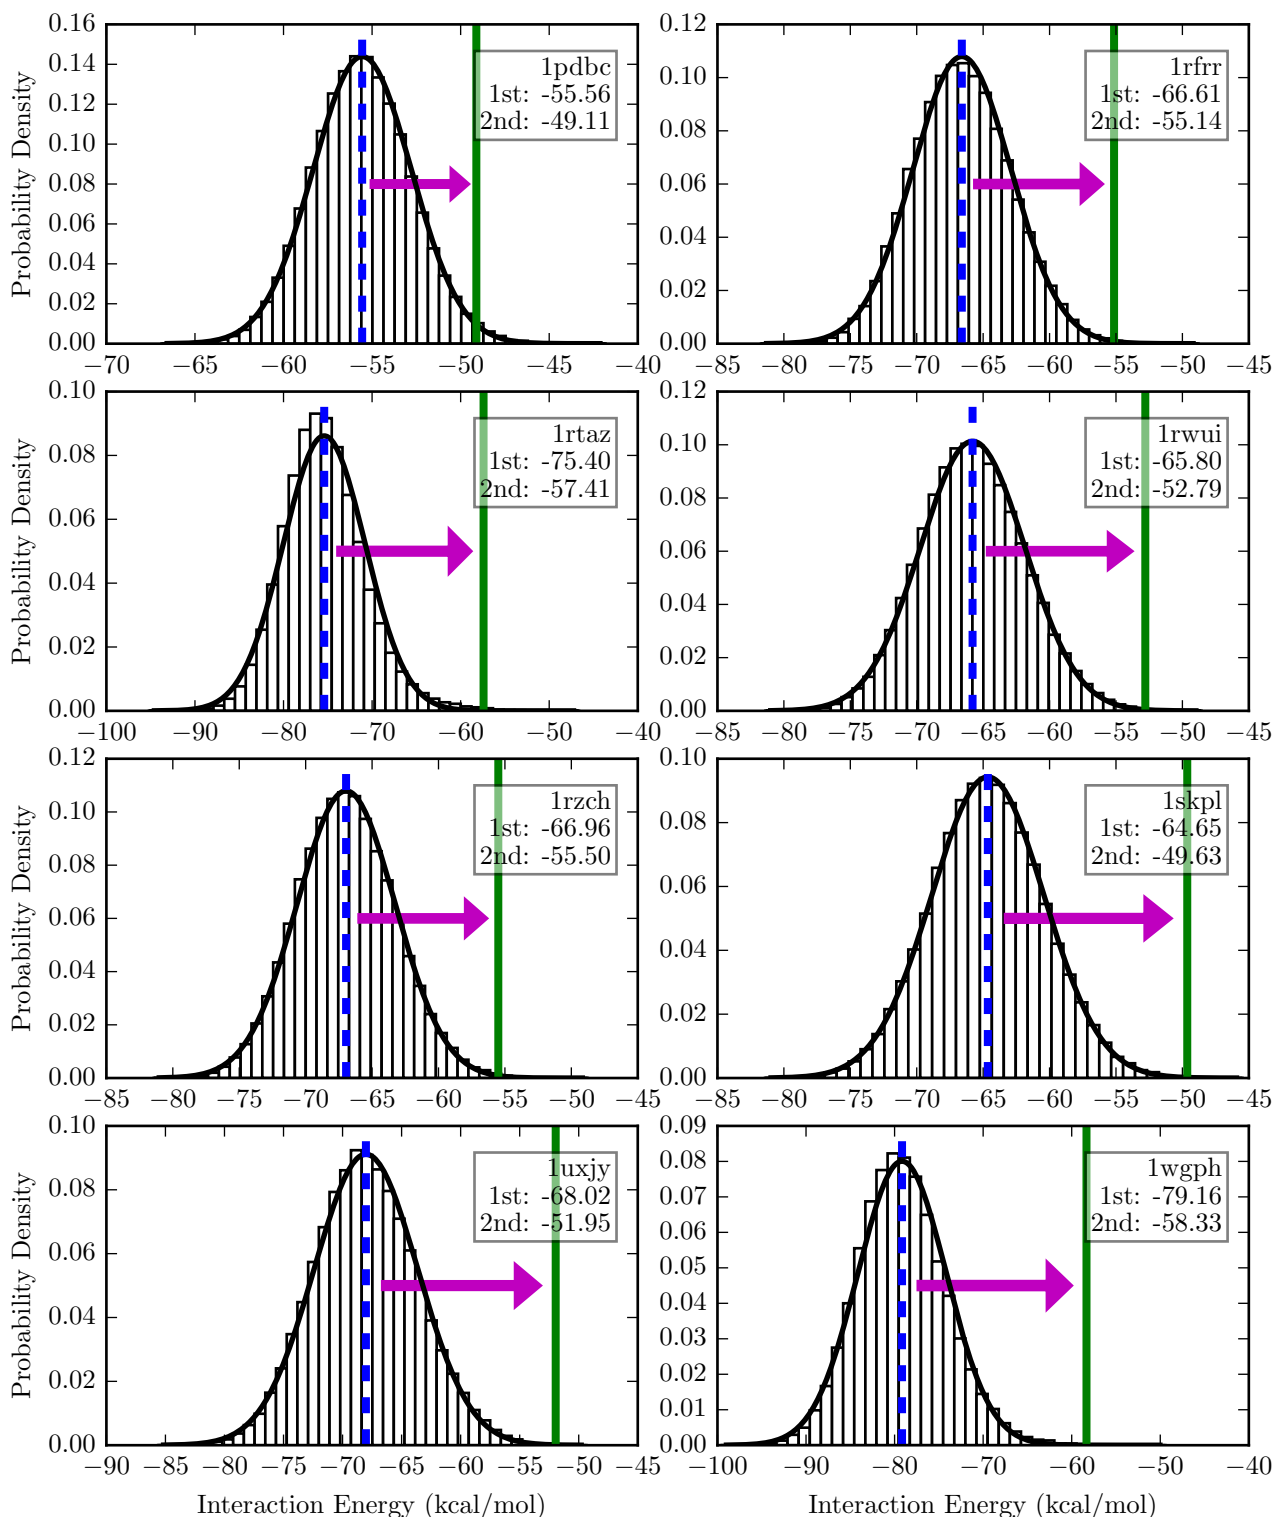 0.16
0.14
0.12
0.10
0.08
0.06
0.04
0.02
0.00
Probability Density
1pdbc
1st: -55.56
2nd: -49.11
−70 −65 −60 −55 −50 −45 −40
0.12
0.10
0.08
0.06
0.04
0.02
0.00
1rfrr
1st: -66.61
2nd: -55.14
−85 −80 −75 −70 −65 −60 −55 −50 −45
0.10
0.08
0.06
0.04
0.02
0.00
Probability Density
1rtaz
1st: -75.40
2nd: -57.41
−100 −90 −80 −70 −60 −50 −40
0.12
0.10
0.08
0.06
0.04
0.02
0.00
1rwui
1st: -65.80
2nd: -52.79
−85 −80 −75 −70 −65 −60 −55 −50 −45
0.12
0.10
0.08
0.06
0.04
0.02
0.00
Probability Density
1rzch
1st: -66.96
2nd: -55.50
−85 −80 −75 −70 −65 −60 −55 −50 −45
0.10
0.08
0.06
0.04
0.02
0.00
1skpl
1st: -64.65
2nd: -49.63
−85 −80 −75 −70 −65 −60 −55 −50 −45
0.10
0.08
0.06
0.04
0.02
0.00
Probability Density
1uxjy
1st: -68.02
2nd: -51.95
−90 −85 −80 −75 −70 −65 −60 −55 −50 −45
Interaction Energy (kcal/mol)
0.09
0.08
0.07
0.06
0.05
0.04
0.03
0.02
0.01
0.00
1wgph
1st: -79.16
2nd: -58.33
−100 −90 −80 −70 −60 −50 −40
Interaction Energy (kcal/mol)